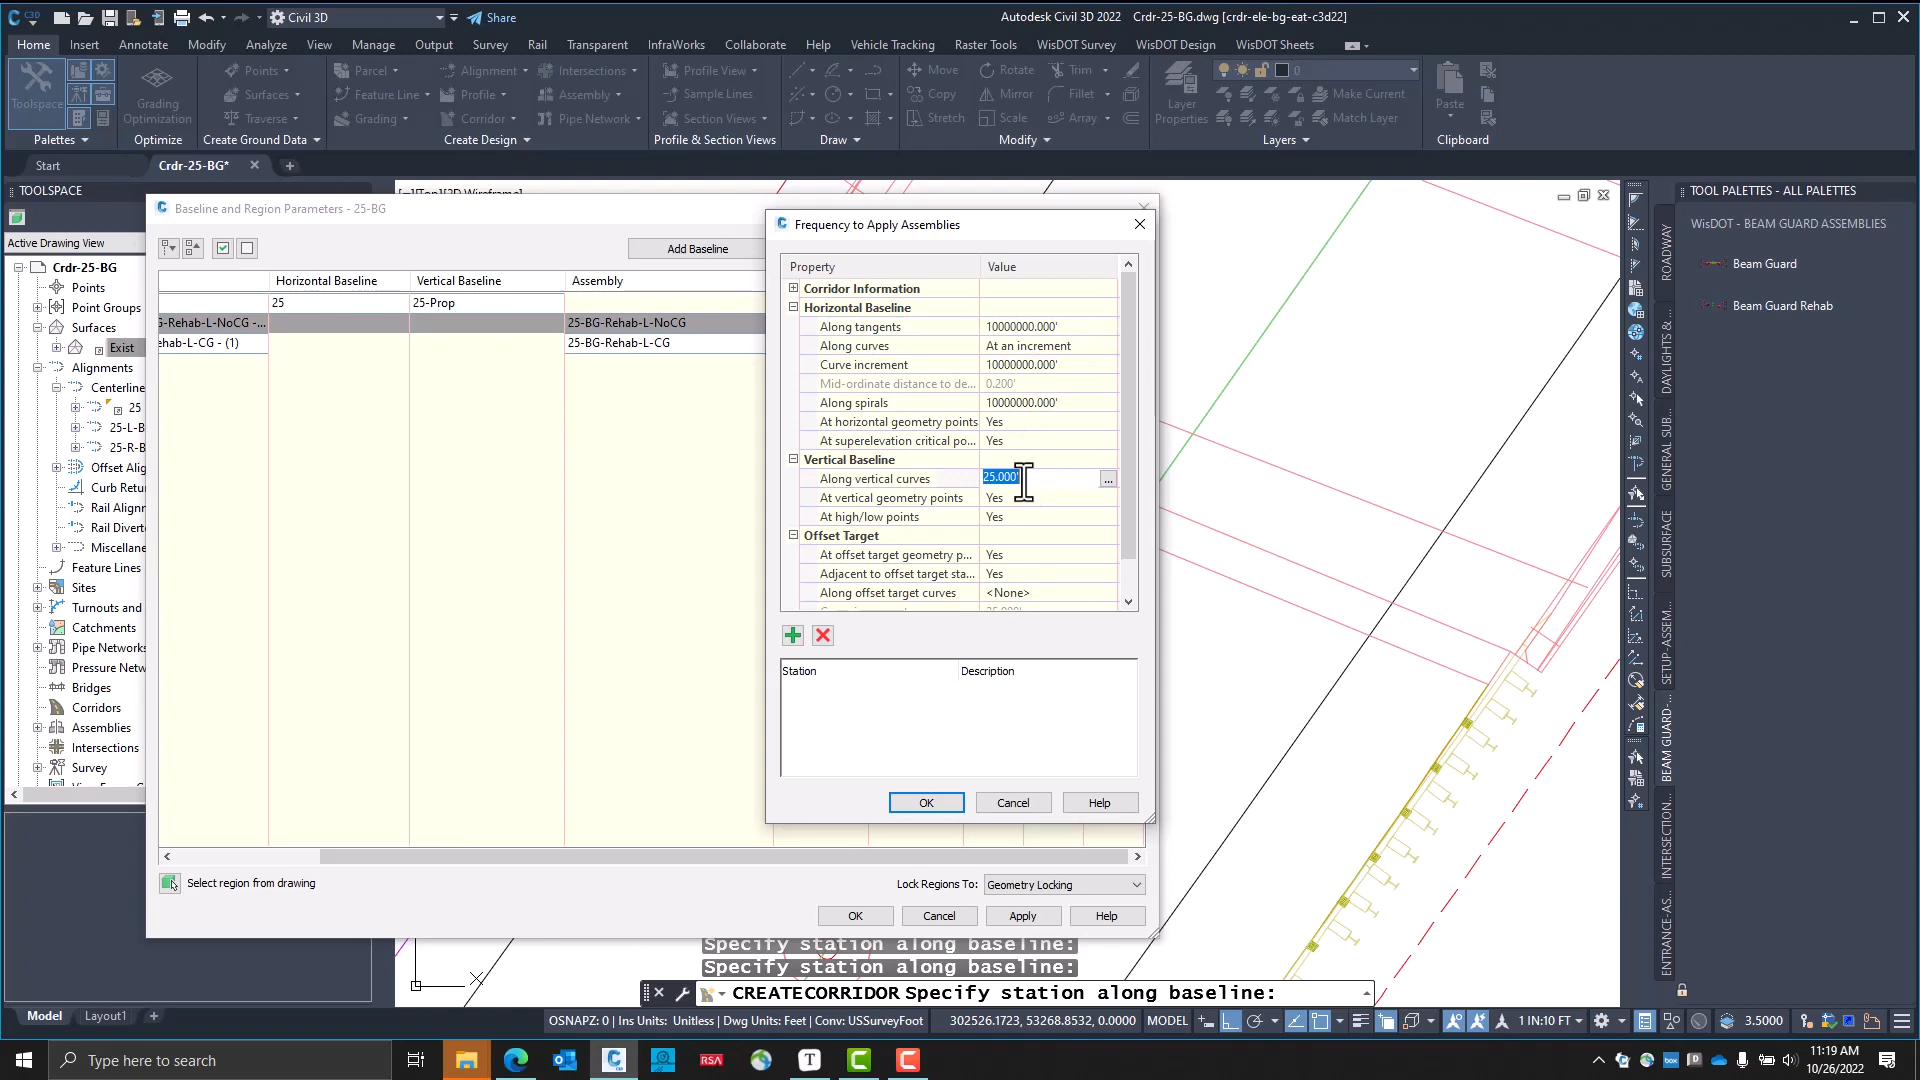 Civil 3D
Share
Autodesk Civil 3D 2022 Crdr-25-BG.dwg [crdr-ele-bg-eat-c3d22]
Home Insert Annotate Modify Analyze View Manage Output Survey Rail Transparent InfraWorks Collaborate Help Vehicle Tracking Raster Tools WisDOT Survey WisDOT Design WisDOT Sheets
Toolspace
Grading Optimization
Points
Surfaces
Traverse
Parcel
Feature Line
Grading
Alignment
Profile
Corridor
Intersections
Assembly
Pipe Network
Profile View
Sample Lines
Section Views
Move Rotate Trim
Copy Mirror Fillet
Stretch Scale Array
Layer Properties
0
Make Current
Match Layer
Paste
Palettes Optimize Create Ground Data Create Design Profile & Section Views Draw Modify Layers Clipboard
Start Crdr-25-BG*
TOOLSPACE
Active Drawing View
Crdr-25-BG
Points
Point Groups
Surfaces
Exist
Alignments
Centerline
25
25-L-B
25-R-B
Offset Alig
Curb Retu
Rail Alignr
Rail Diverto
Miscellane
Feature Lines
Sites
Turnouts and
Catchments
Pipe Networks
Pressure Netw
Bridges
Corridors
Assemblies
Intersections
Survey
[−][Top][2D Wireframe]
Baseline and Region Parameters - 25-BG
Add Baseline
Horizontal Baseline Vertical Baseline Assembly
25 25-Prop
G-Rehab-L-NoCG -... 25-BG-Rehab-L-NoCG
ehab-L-CG - (1) 25-BG-Rehab-L-CG
Select region from drawing
Lock Regions To: Geometry Locking
OK Cancel Apply Help
Frequency to Apply Assemblies
Property Value
Corridor Information
Horizontal Baseline
Along tangents 10000000.000'
Along curves At an increment
Curve increment 10000000.000'
Mid-ordinate distance to de... 0.200'
Along spirals 10000000.000'
At horizontal geometry points Yes
At superelevation critical po... Yes
Vertical Baseline
Along vertical curves 25.000' ...
At vertical geometry points Yes
At high/low points Yes
Offset Target
At offset target geometry p... Yes
Adjacent to offset target sta... Yes
Along offset target curves <None>
Station Description
OK Cancel Help
TOOL PALETTES - ALL PALETTES
WisDOT - BEAM GUARD ASSEMBLIES
Beam Guard
Beam Guard Rehab
ROADWAY
DAYLIGHTS &...
GENERAL SUB...
SUBSURFACE
SETUP-ASSEM...
BEAM GUARD-...
INTERSECTION...
ENTRANCE-AS...
Specify station along baseline:
Specify station along baseline:
CREATECORRIDOR Specify station along baseline:
X
Model Layout1
OSNAPZ: 0 | Ins Units: Unitless | Dwg Units: Feet | Conv: USSurveyFoot 302526.1723, 53268.8532, 0.0000 MODEL 1 IN:10 FT 3.5000
Type here to search
RSA
T
C
C
box
11:19 AM
10/26/2022